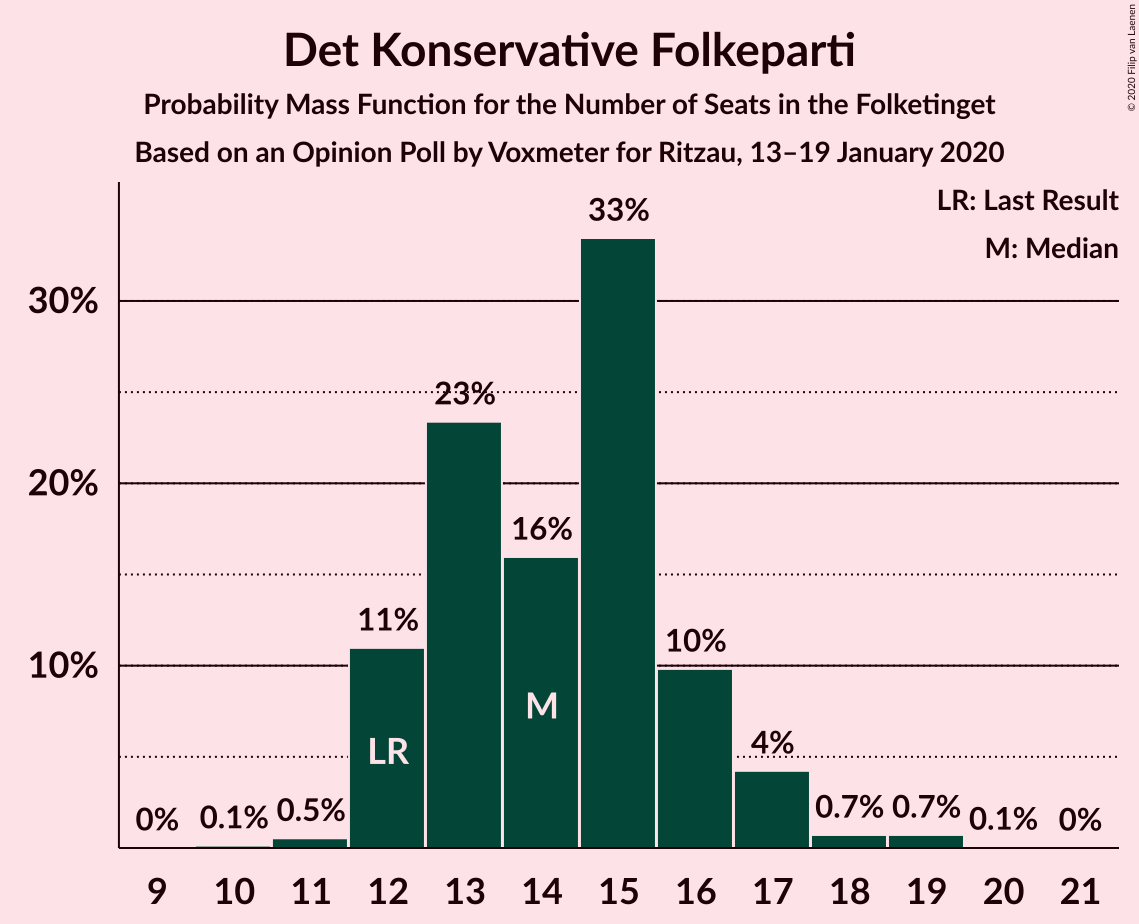 Det Konservative Folkeparti
Probability Mass Function for the Number of Seats in the Folketinget
Based on an Opinion Poll by Voxmeter for Ritzau, 13–19 January 2020
© 2020 Filip van Laenen
LR: Last Result
M: Median
33%
30%
23%
20%
16%
11%
10%
10%
M
LR
4%
0%
0.1%
0.5%
0.7%
0.7%
0.1%
0%
9 10 11 12 13 14 15 16 17 18 19 20 21